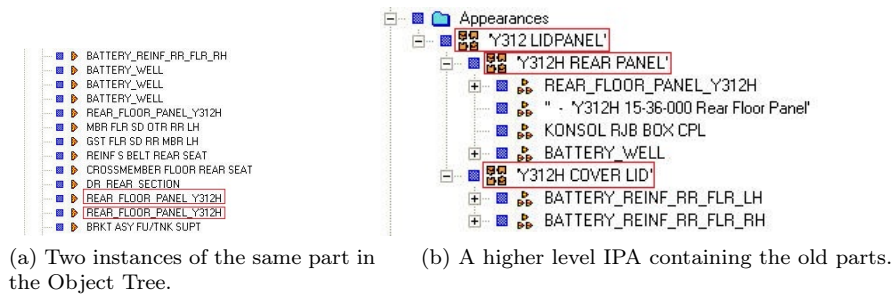 BATTERY_REINF_RR_FLR_RH
BATTERY_WELL
BATTERY_WELL
BATTERY_WELL
REAR_FLOOR_PANEL_Y312H
MBR FLR SD OTR RR LH
GST FLR SD RR MBR LH
REINF S BELT REAR SEAT
CROSSMEMBER FLOOR REAR SEAT
DR_REAR_SECTION
REAR_FLOOR_PANEL_Y312H
REAR_FLOOR_PANEL_Y312H
BRKT ASY FU/TNK SUPT
(a) Two instances of the same part in
the Object Tree.
Appearances
'Y312 LIDPANEL'
'Y312H REAR PANEL'
REAR_FLOOR_PANEL_Y312H
'' - 'Y312H 15-36-000 Rear Floor Panel'
KONSOL RJB BOX CPL
BATTERY_WELL
'Y312H COVER LID'
BATTERY_REINF_RR_FLR_LH
BATTERY_REINF_RR_FLR_RH
(b) A higher level IPA containing the old parts.